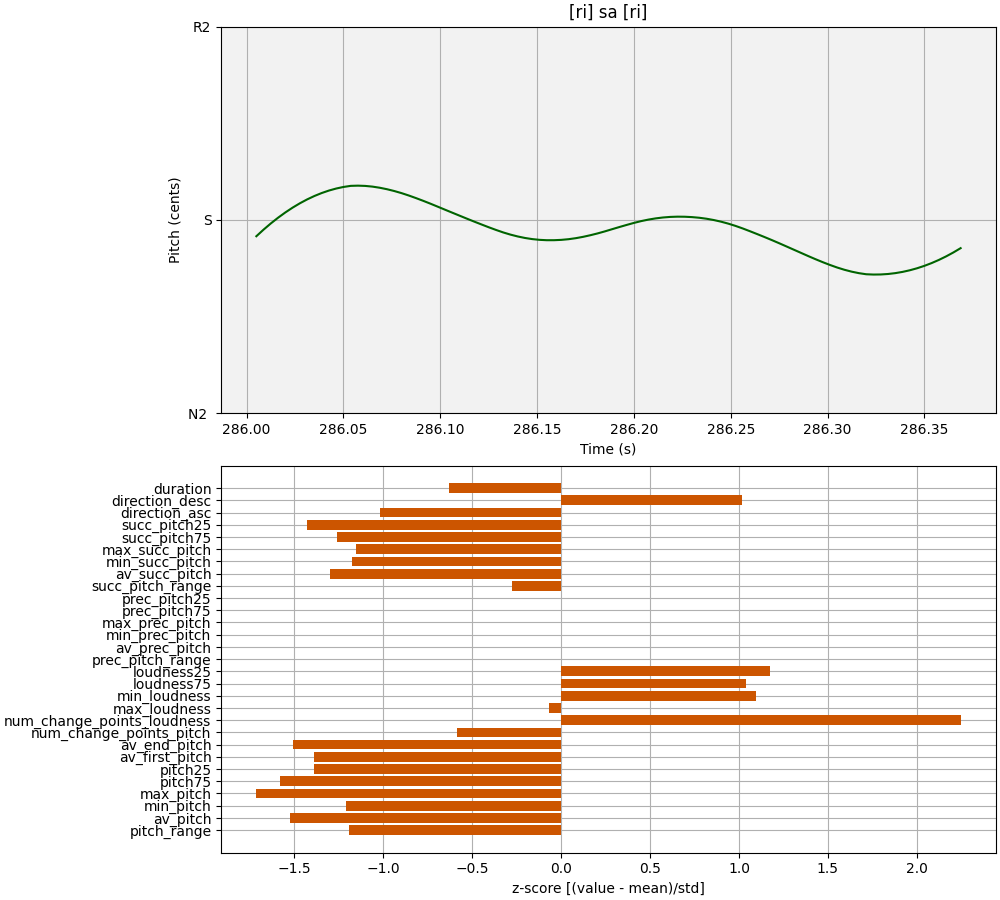 [ri] sa [ri]
R2
S
N2
Pitch (cents)
286.00 286.05 286.10 286.15 286.20 286.25 286.30 286.35
Time (s)
duration
direction_desc
direction_asc
succ_pitch25
succ_pitch75
max_succ_pitch
min_succ_pitch
av_succ_pitch
succ_pitch_range
prec_pitch25
prec_pitch75
max_prec_pitch
min_prec_pitch
av_prec_pitch
prec_pitch_range
loudness25
loudness75
min_loudness
max_loudness
num_change_points_loudness
num_change_points_pitch
av_end_pitch
av_first_pitch
pitch25
pitch75
max_pitch
min_pitch
av_pitch
pitch_range
−1.5 −1.0 −0.5 0.0 0.5 1.0 1.5 2.0
z-score [(value - mean)/std]